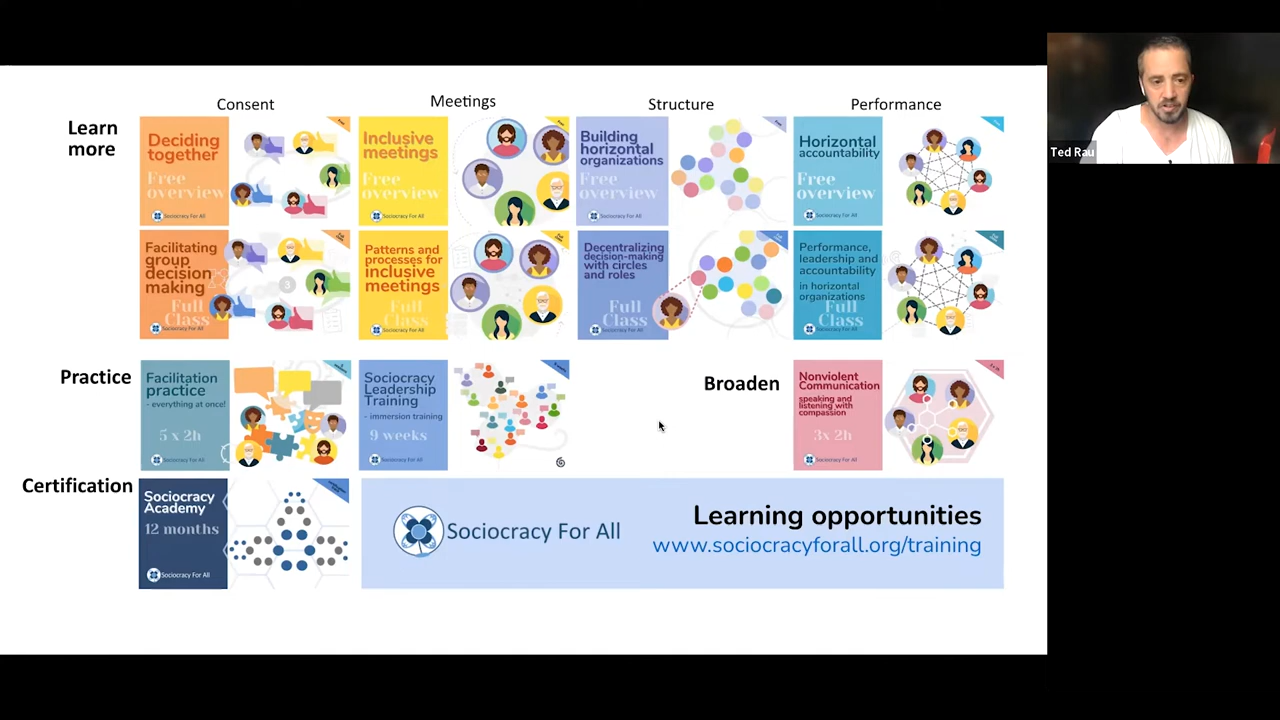 Consent
Meetings
Structure
Performance
Learn
more
Deciding
together
Free
overview
Sociocracy For All
Inclusive
meetings
Free
overview
Sociocracy For All
Building
horizontal
organizations
Free
overview
Sociocracy For All
Horizontal
accountability
Free
overview
Sociocracy For All
Facilitating
group
decision
making
Full
Class
Sociocracy For All
Patterns and
processes for
inclusive
meetings
Full
Class
Sociocracy For All
Decentralizing
decision-making
with circles
and roles
Full
Class
Sociocracy For All
Performance,
leadership and
accountability
in horizontal
organizations
Full
Class
Sociocracy For All
Practice
Facilitation
practice
- everything at once!
5 x 2h
Sociocracy For All
Sociocracy
Leadership
Training
- immersion training
9 weeks
Sociocracy For All
Broaden
Nonviolent
Communication
speaking and
listening with
compassion
3x 2h
Sociocracy For All
Certification
Sociocracy
Academy
12 months
Sociocracy For All
Sociocracy For All
Learning opportunities
www.sociocracyforall.org/training
Ted Rau